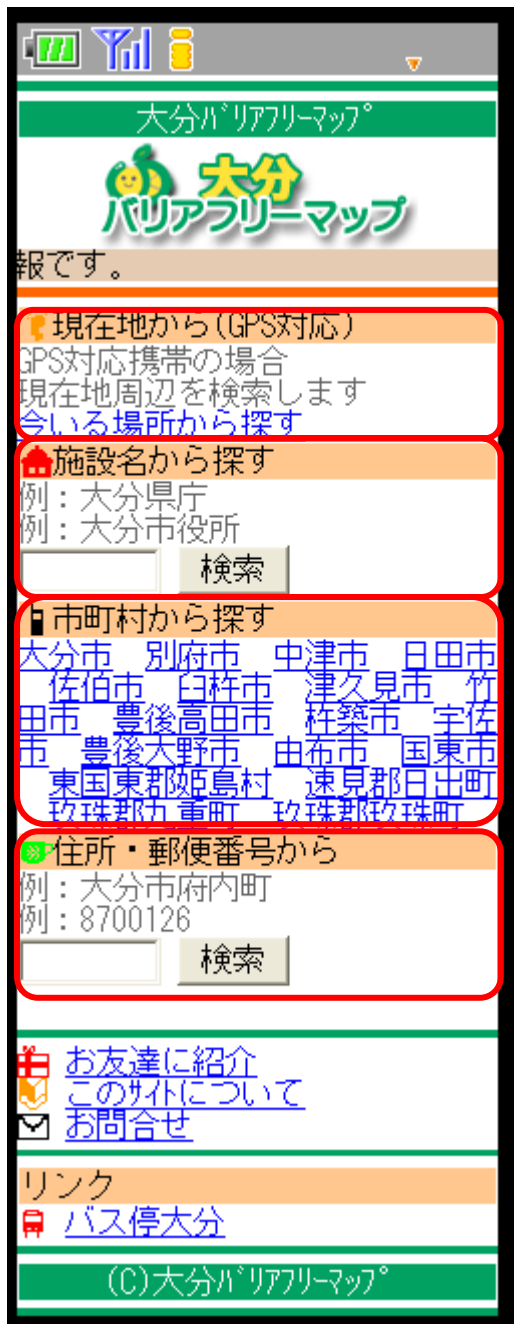 大分ﾊﾞﾘｱﾌﾘｰﾏｯﾌﾟ
大分
バリアフリーマップ
報です。
現在地から(GPS対応)
GPS対応携帯の場合
現在地周辺を検索します
今いる場所から探す
施設名から探す
例：大分県庁
例：大分市役所
検索
市町村から探す
大分市　別府市　中津市　日田市
佐伯市　臼杵市　津久見市　竹
田市　豊後高田市　杵築市　宇佐
市　豊後大野市　由布市　国東市
東国東郡姫島村　速見郡日出町
玖珠郡九重町　玖珠郡玖珠町
住所・郵便番号から
例：大分市府内町
例：8700126
検索
お友達に紹介
このｻｲﾄについて
お問合せ
リンク
バス停大分
(C)大分ﾊﾞﾘｱﾌﾘｰﾏｯﾌﾟ